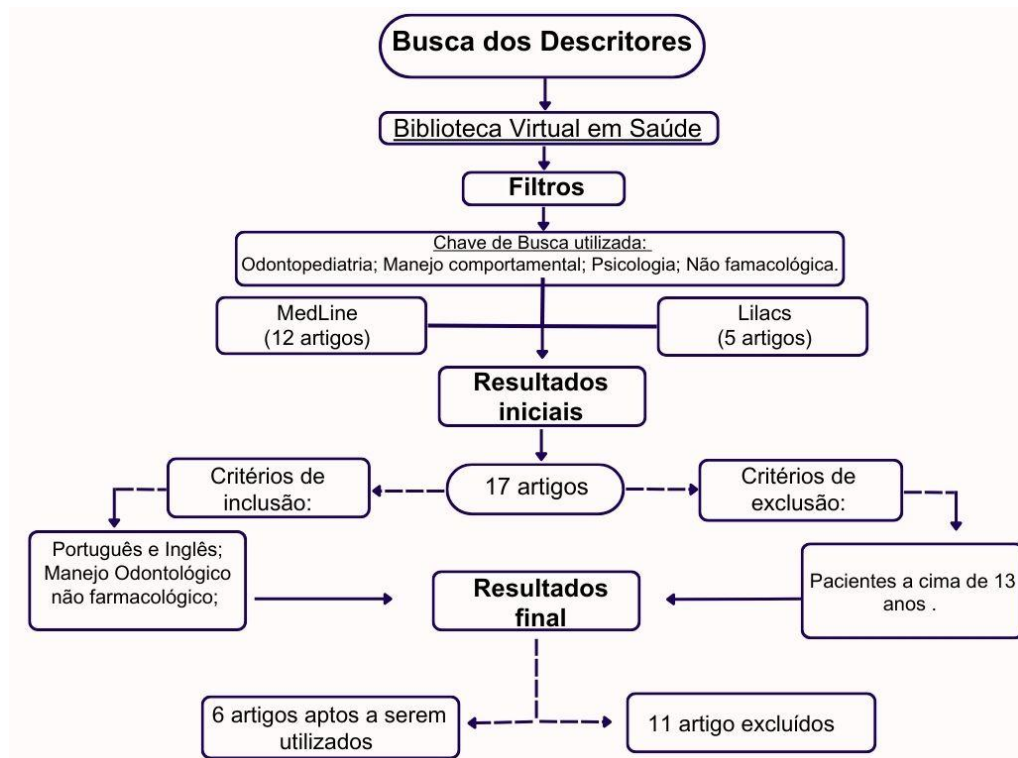 Busca dos Descritores
Biblioteca Virtual em Saúde
Filtros
Chave de Busca utilizada:
Odontopediatria; Manejo comportamental; Psicologia; Não famacológica.
MedLine
(12 artigos)
Lilacs
(5 artigos)
Resultados
iniciais
Critérios de
inclusão:
17 artigos
Critérios de
exclusão:
Português e Inglês;
Manejo Odontológico
não farmacológico;
Resultados
final
Pacientes a cima de 13
anos .
6 artigos aptos a serem
utilizados
11 artigo excluídos